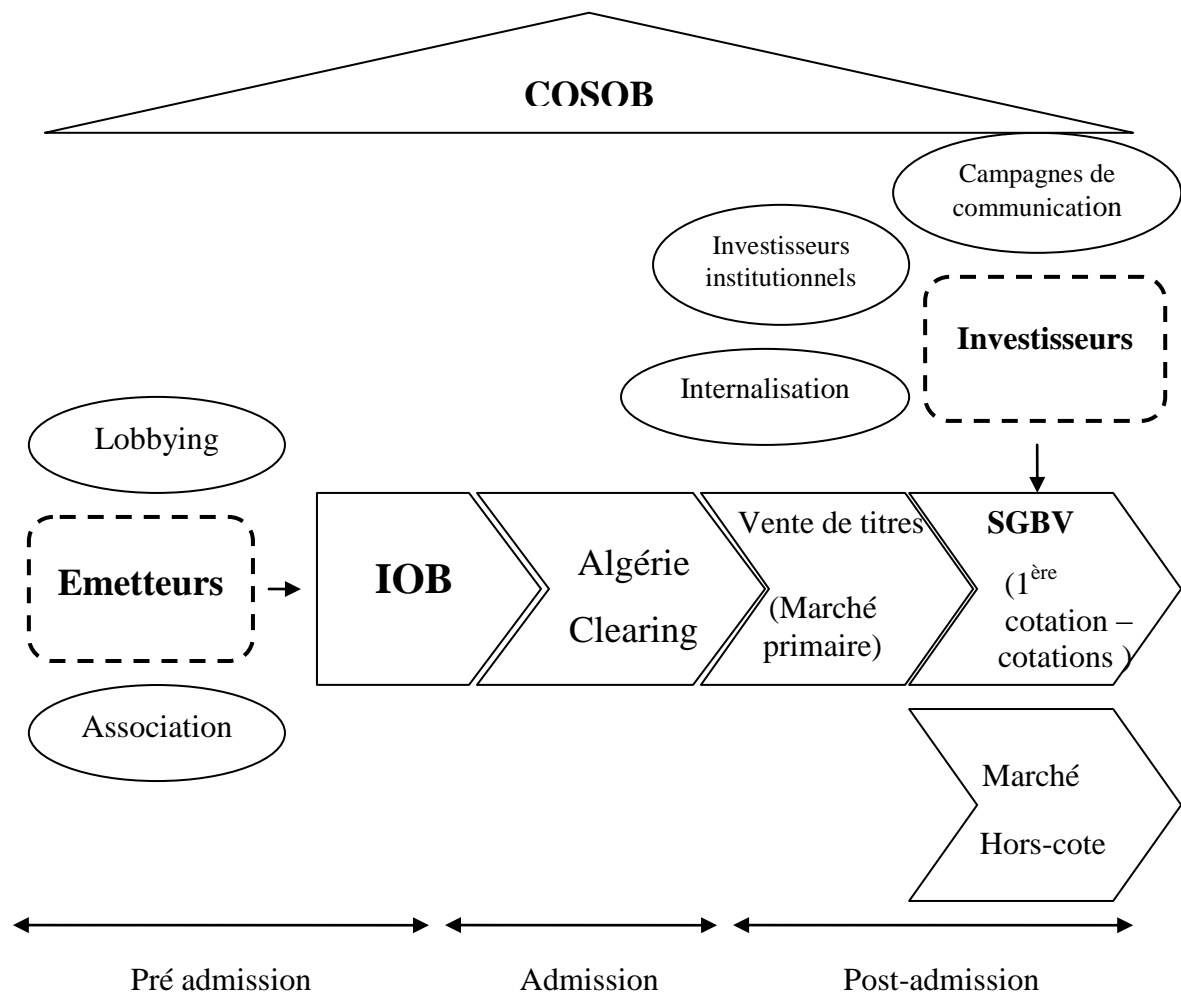 COSOB
Campagnes de
communication
Investisseurs
institutionnels
Investisseurs
Internalisation
Lobbying
Emetteurs
Association
IOB
Algérie
Clearing
Vente de titres
(Marché
primaire)
SGBV
(1ère
cotation –
cotations )
Marché
Hors-cote
Pré admission
Admission
Post-admission